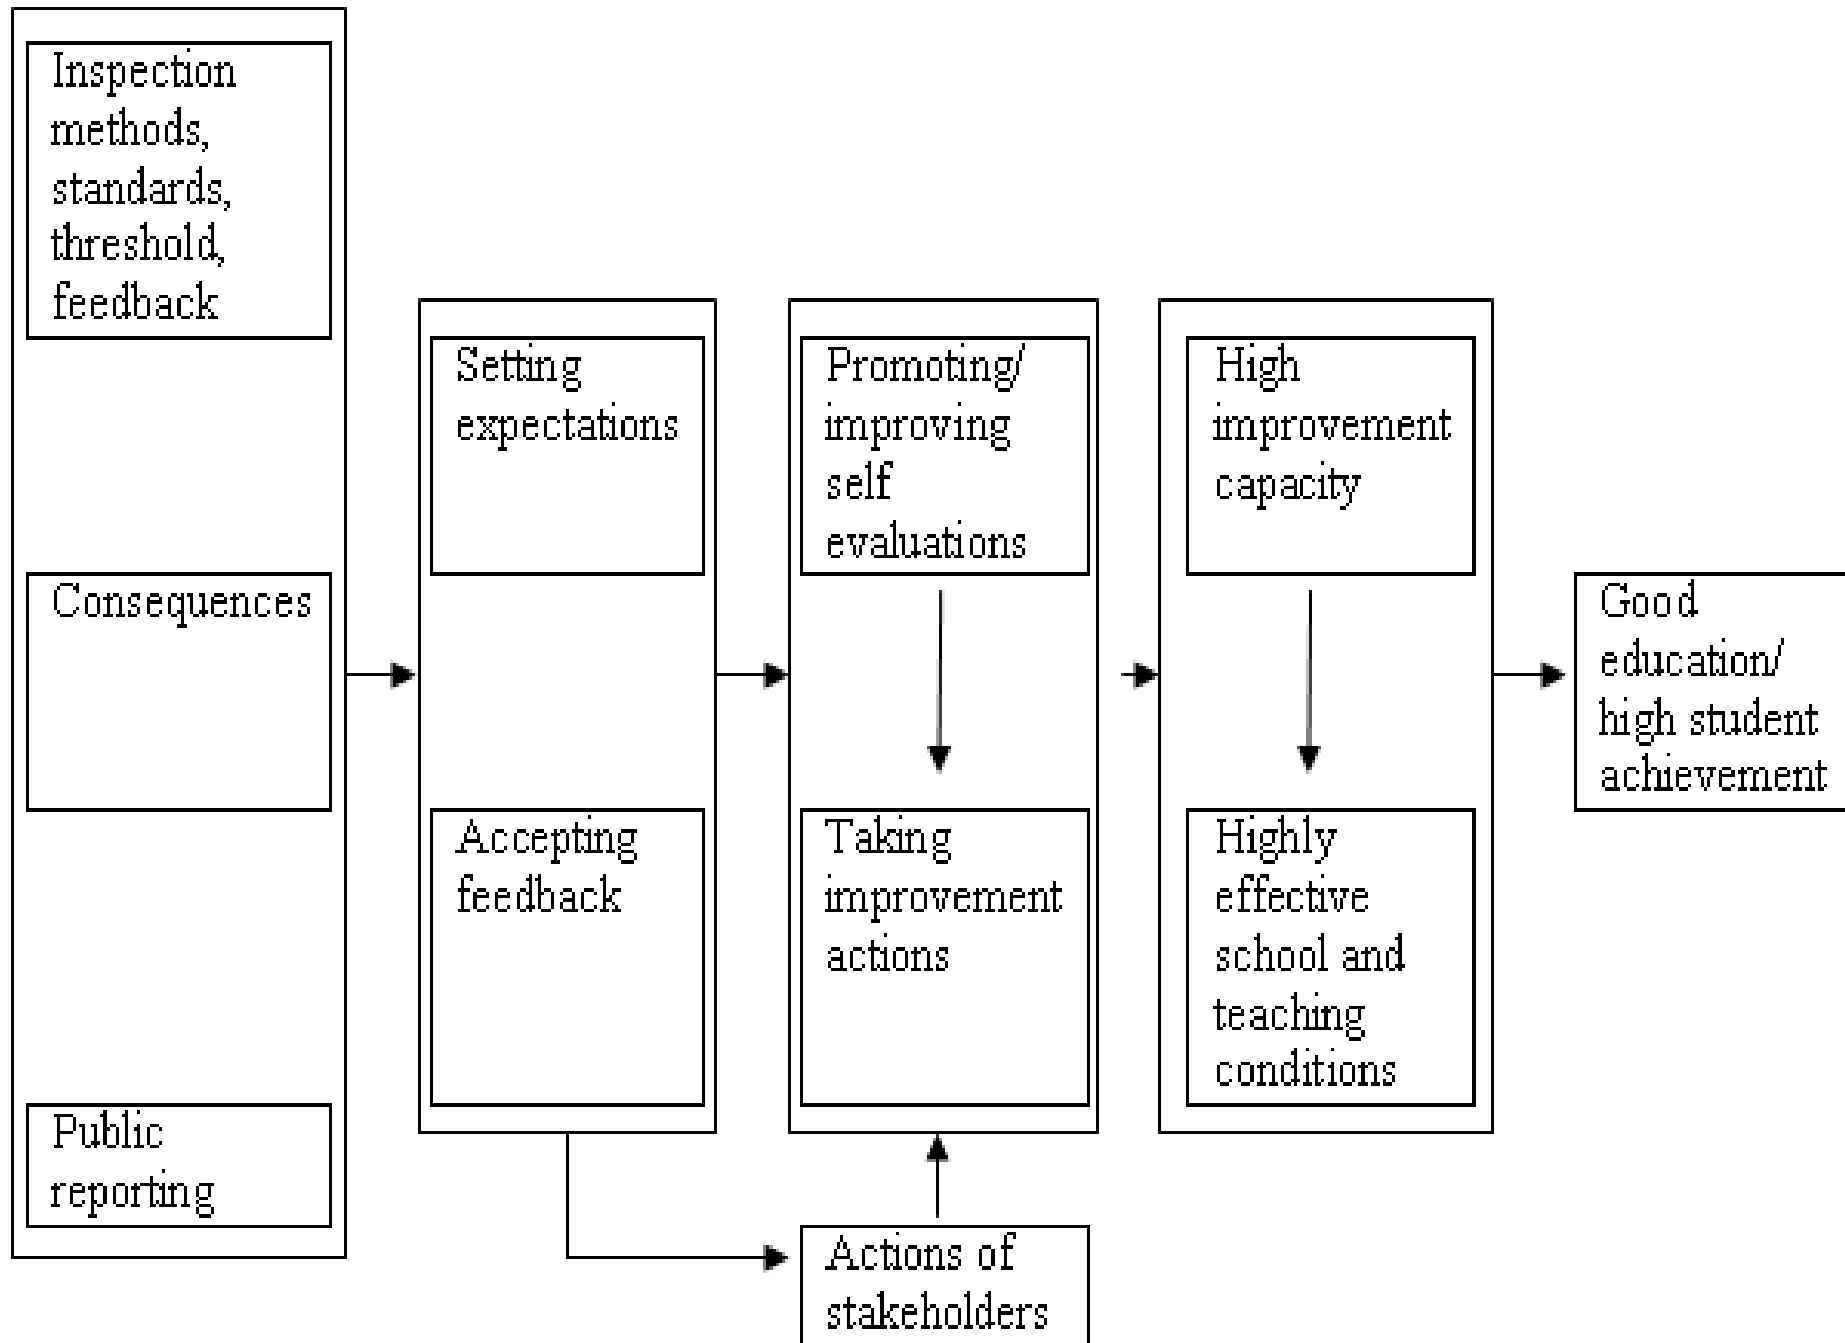 Inspection
methods,
standards,
threshold,
feedback
Consequences
Public
reporting
Setting
expectations
Accepting
feedback
Promoting/
improving
self
evaluations
Taking
improvement
actions
Actions of
stakeholders
High
improvement
capacity
Highly
effective
school and
teaching
conditions
Good
education/
high student
achievement